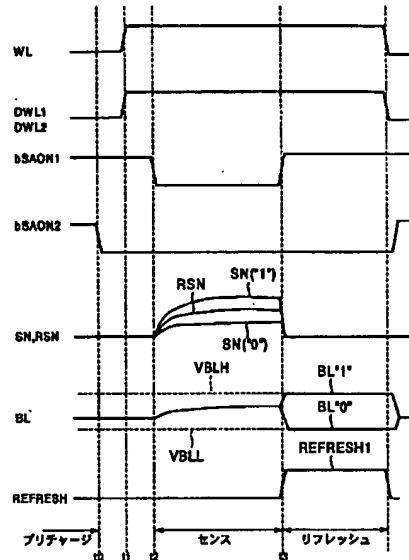 WL
DWL1
DWL2
bSAON1
bSAON2
RSN
SN("1")
SN,RSN
SN("0")
VBLH
BL"1"
BL
BL"0"
VBLL
REFRESH1
REFRESH
プリチャージ
センス
リフレッシュ
t0 t1 t2 t3